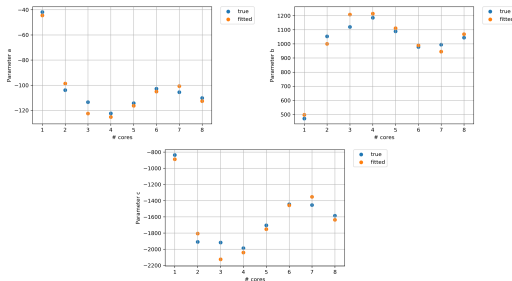 −40
−60
−80
−100
−120
Parameter a
1 2 3 4 5 6 7 8
# cores
true
fitted
1200
1100
1000
900
800
700
600
500
Parameter b
1 2 3 4 5 6 7 8
# cores
true
fitted
−800
−1000
−1200
−1400
−1600
−1800
−2000
−2200
Parameter c
1 2 3 4 5 6 7 8
# cores
true
fitted